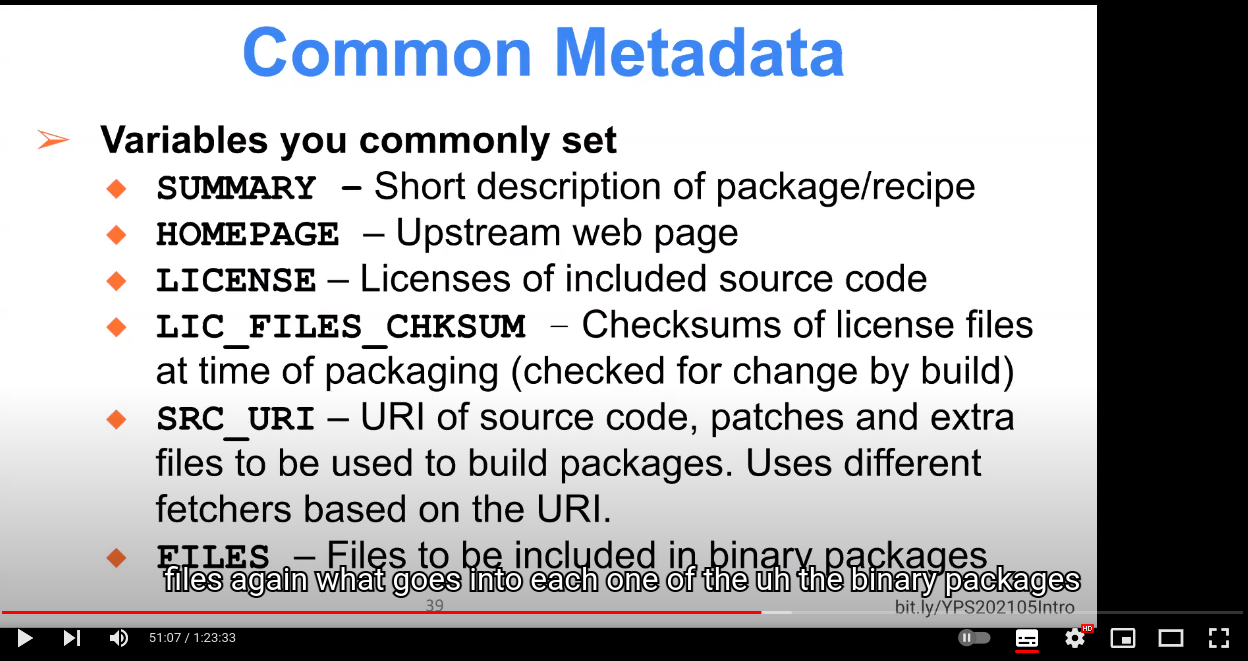 Common Metadata
➢ Variables you commonly set
◆ SUMMARY – Short description of package/recipe
◆ HOMEPAGE – Upstream web page
◆ LICENSE – Licenses of included source code
◆ LIC_FILES_CHKSUM – Checksums of license files
at time of packaging (checked for change by build)
◆ SRC_URI – URI of source code, patches and extra
files to be used to build packages. Uses different
fetchers based on the URI.
◆ FILES – Files to be included in binary packages
files again what goes into each one of the uh the binary packages
39 bit.ly/YPS202105Intro
51:07 / 1:23:33 HD